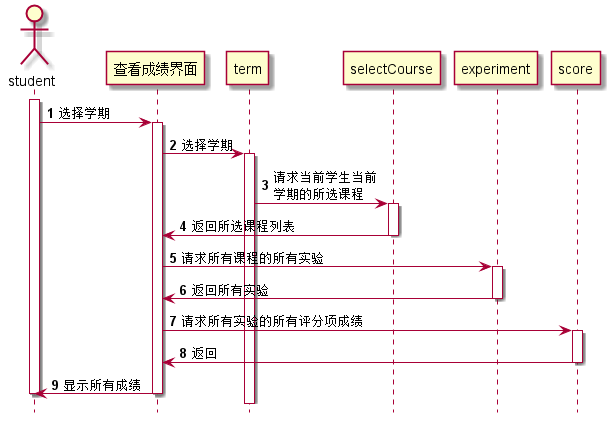 student
查看成绩界面
term
selectCourse
experiment
score
1 选择学期
2 选择学期
3 请求当前学生当前
学期的所选课程
4 返回所选课程列表
5 请求所有课程的所有实验
6 返回所有实验
7 请求所有实验的所有评分项成绩
8 返回
9 显示所有成绩